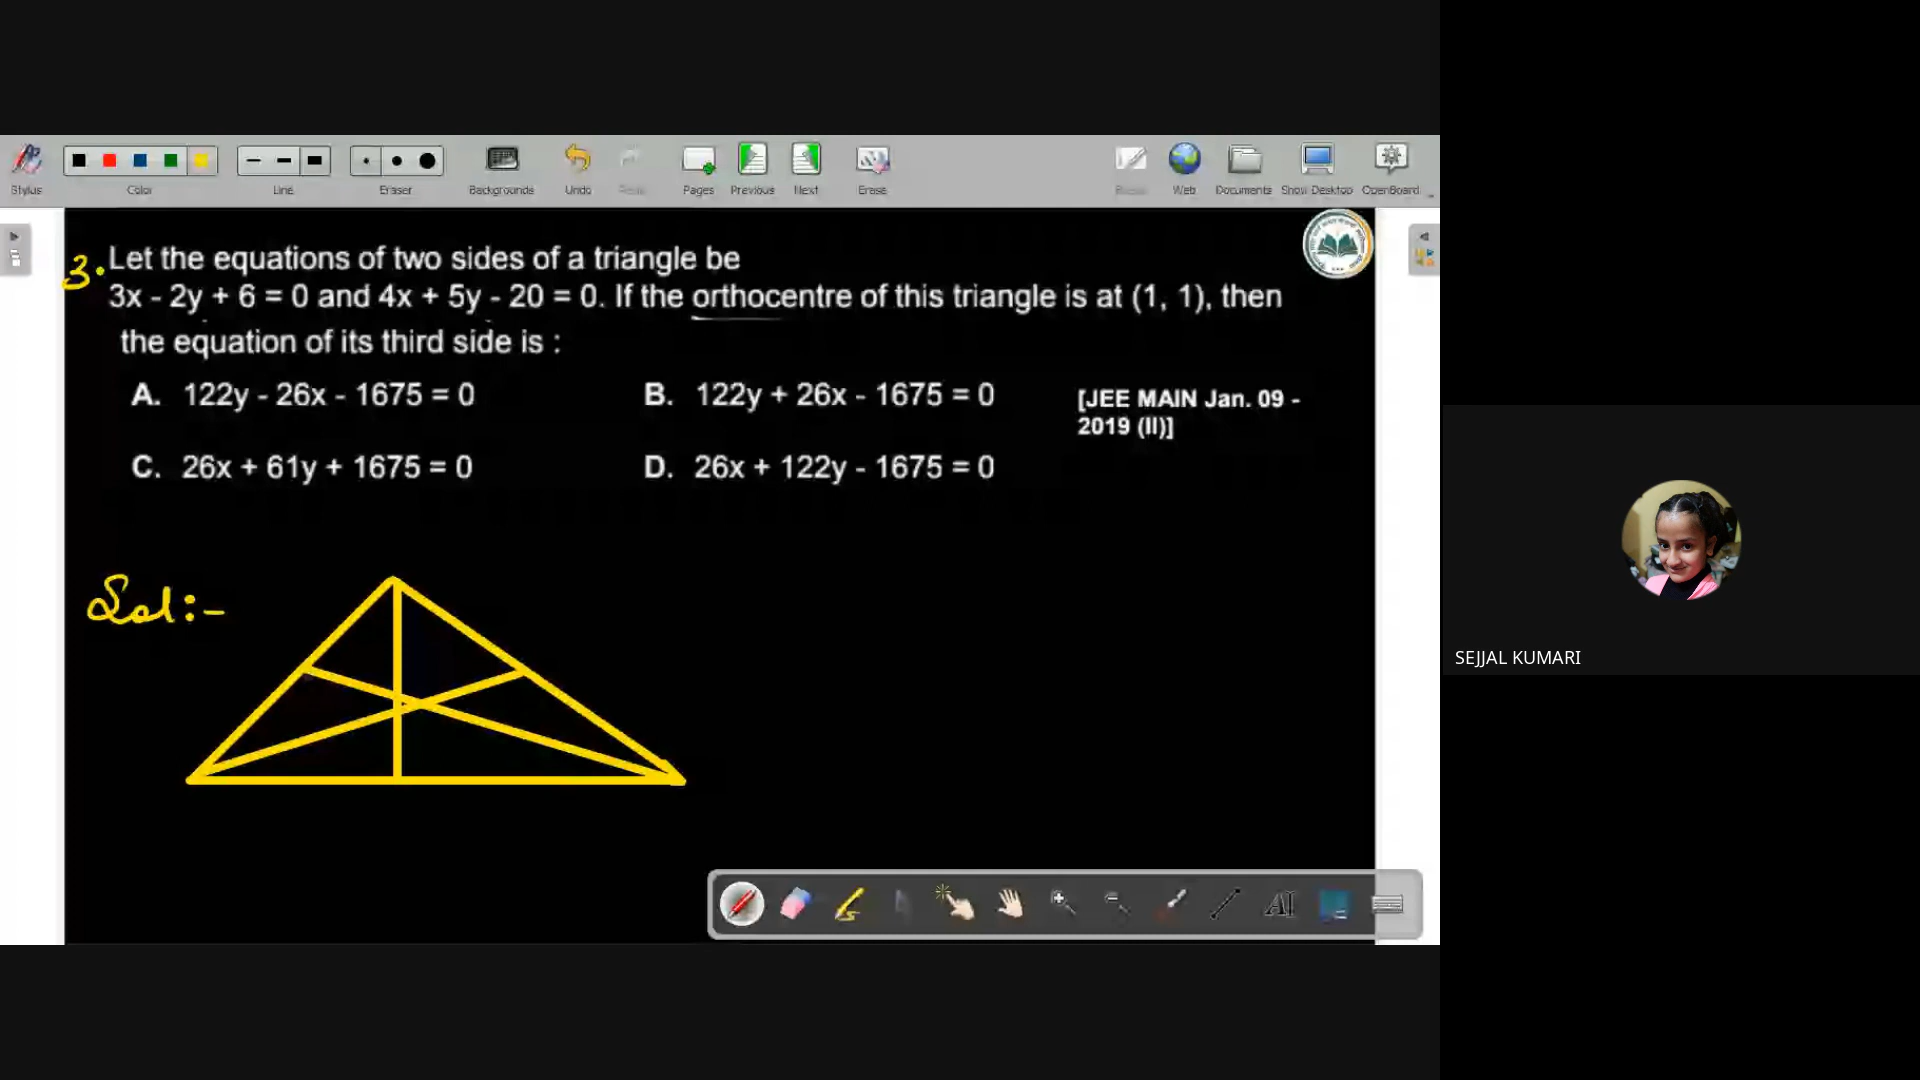 Stylus
Color
Line
Eraser
Backgrounds
Undo
Pages
Previous
Next
Erase
Web
Documents
Show Desktop
OpenBoard
3. Let the equations of two sides of a triangle be
3x - 2y + 6 = 0 and 4x + 5y - 20 = 0. If the orthocentre of this triangle is at (1, 1), then
the equation of its third side is :
A. 122y - 26x - 1675 = 0
B. 122y + 26x - 1675 = 0
[JEE MAIN Jan. 09 -
2019 (II)]
C. 26x + 61y + 1675 = 0
D. 26x + 122y - 1675 = 0
Sol:-
SEJJAL KUMARI